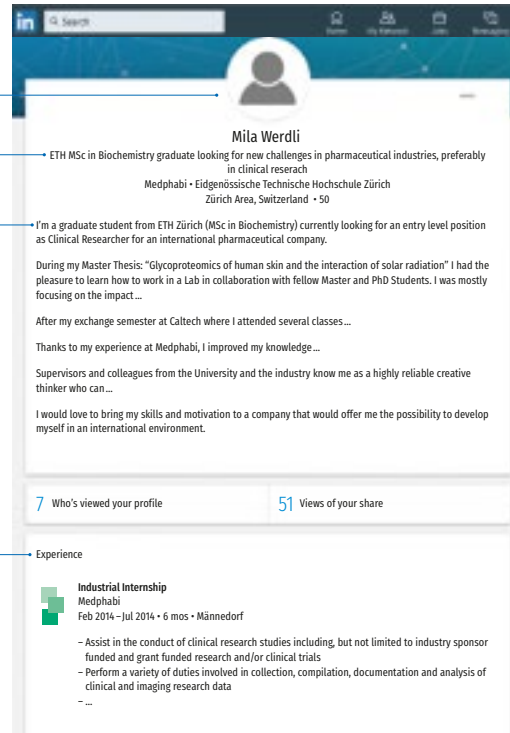 in
Search
Home
My Network
Jobs
Mila Werdli
ETH MSc in Biochemistry graduate looking for new challenges in pharmaceutical industries, preferably
in clinical reserach
Medphabi • Eidgenössische Technische Hochschule Zürich
Zürich Area, Switzerland • 50
I'm a graduate student from ETH Zürich (MSc in Biochemistry) currently looking for an entry level position
as Clinical Researcher for an international pharmaceutical company.
During my Master Thesis: "Glycoproteomics of human skin and the interaction of solar radiation" I had the
pleasure to learn how to work in a Lab in collaboration with fellow Master and PhD Students. I was mostly
focusing on the impact...
After my exchange semester at Caltech where I attended several classes...
Thanks to my experience at Medphabi, I improved my knowledge...
Supervisors and colleagues from the University and the industry know me as a highly reliable creative
thinker who can...
I would love to bring my skills and motivation to a company that would offer me the possibility to develop
myself in an international environment.
7 Who's viewed your profile
51 Views of your share
Experience
Industrial Internship
Medphabi
Feb 2014 – Jul 2014 • 6 mos • Männedorf
– Assist in the conduct of clinical research studies including, but not limited to industry sponsor
funded and grant funded research and/or clinical trials
– Perform a variety of duties involved in collection, compilation, documentation and analysis of
clinical and imaging research data
– ...